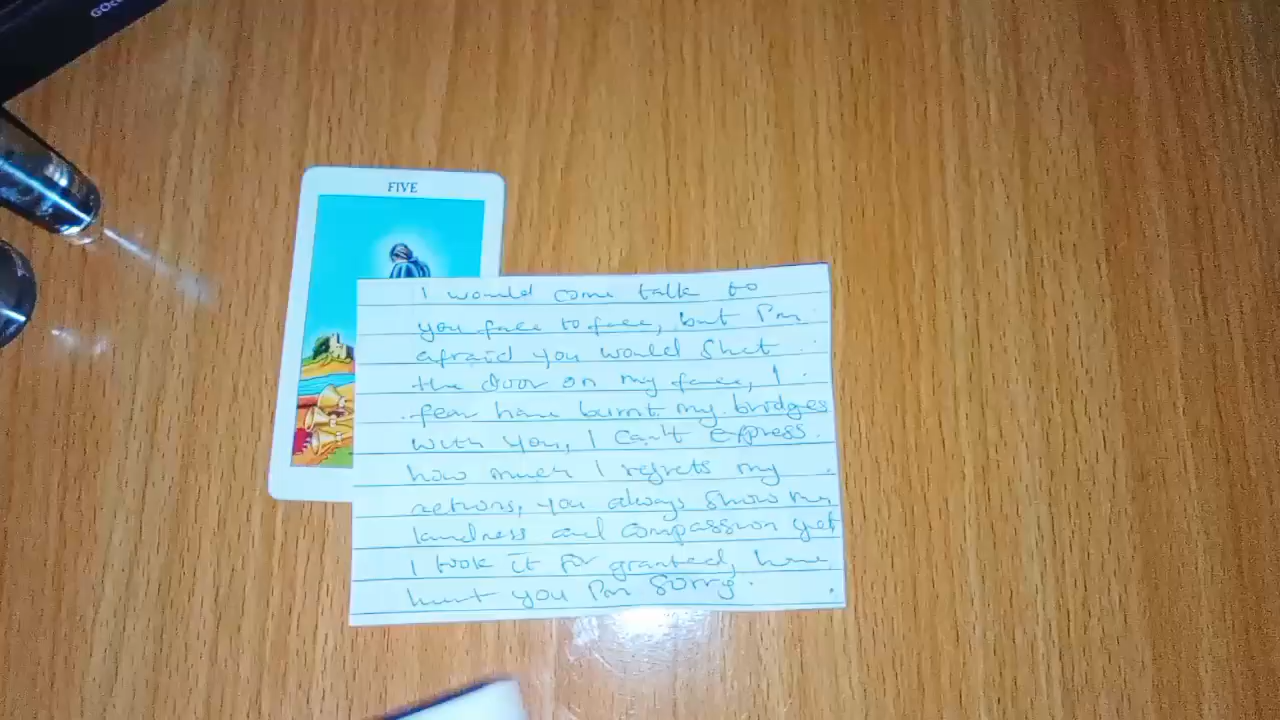 GO
FIVE
I would come talk to
you face to face, but I'm
afraid you would shut
the door on my face, I
fear have burnt my bridges
with you, I can't express
how much I regrets my
actions, you always show me
kindness and compassion yet
I took it for granted, have
hurt you I'm sorry.